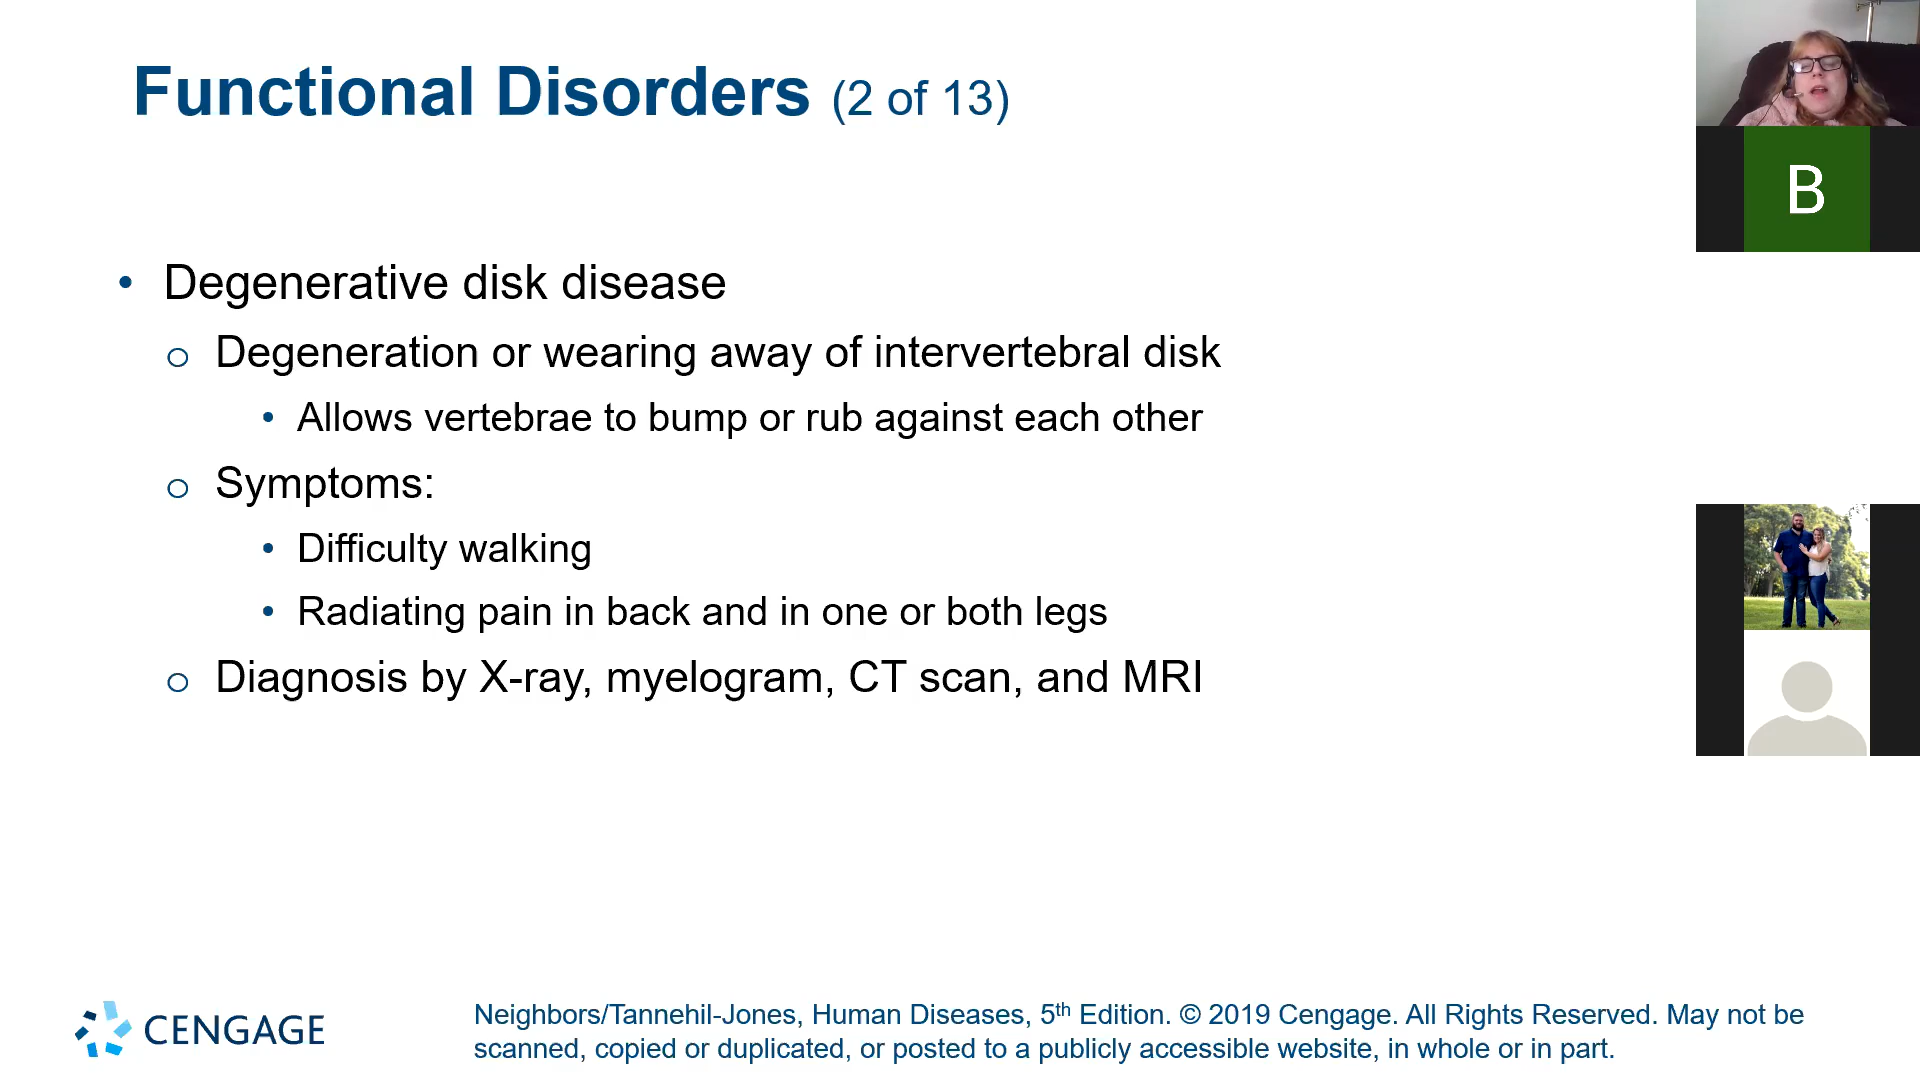 Functional Disorders (2 of 13)
B
• Degenerative disk disease
o Degeneration or wearing away of intervertebral disk
• Allows vertebrae to bump or rub against each other
o Symptoms:
• Difficulty walking
• Radiating pain in back and in one or both legs
o Diagnosis by X-ray, myelogram, CT scan, and MRI
CENGAGE
Neighbors/Tannehil-Jones, Human Diseases, 5th Edition. © 2019 Cengage. All Rights Reserved. May not be
scanned, copied or duplicated, or posted to a publicly accessible website, in whole or in part.